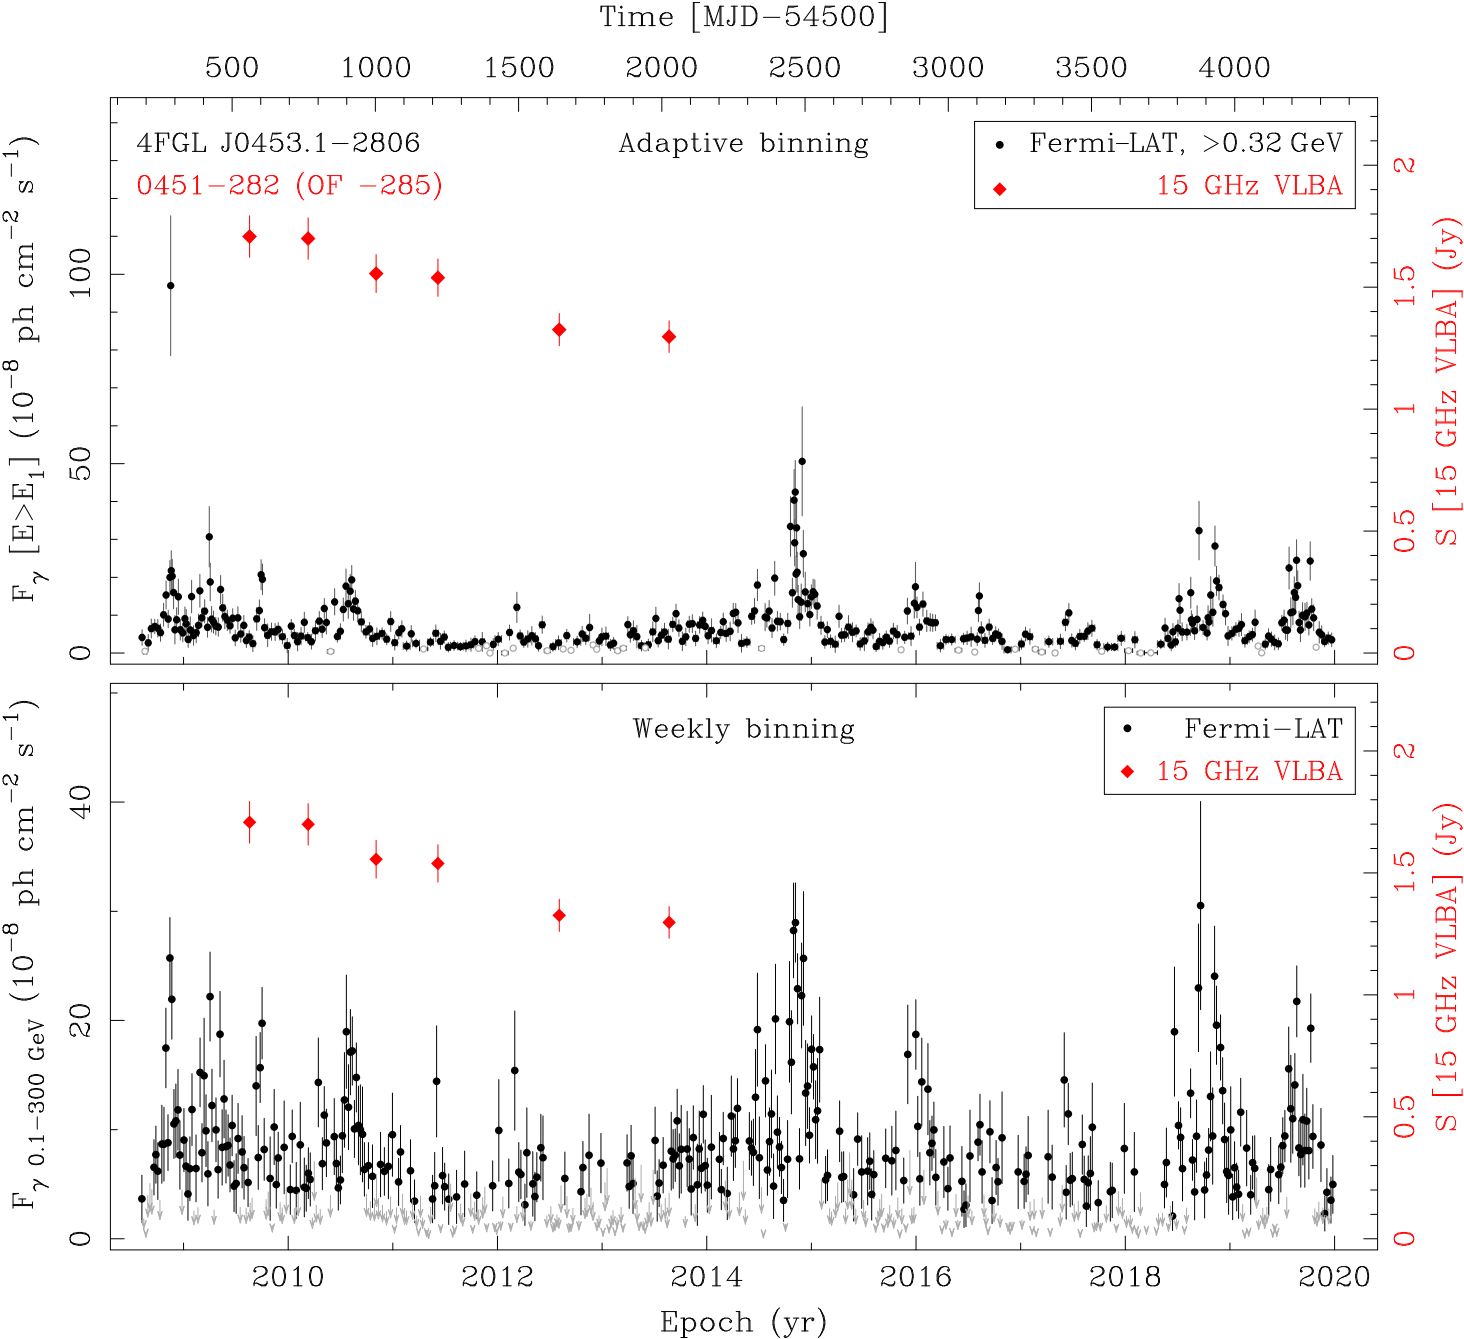 Time [MJD−54500]
500 1000 1500 2000 2500 3000 3500 4000
4FGL J0453.1−2806
0451−282 (OF −285)
Adaptive binning
Fermi−LAT, >0.32 GeV
15 GHz VLBA
F_γ [E>E_1] (10^−8 ph cm^−2 s^−1)
100
50
0
2
1.5
1
0.5
0
S [15 GHz VLBA] (Jy)
Weekly binning
Fermi−LAT
15 GHz VLBA
F_γ 0.1−300 GeV (10^−8 ph cm^−2 s^−1)
40
20
0
2
1.5
1
0.5
0
S [15 GHz VLBA] (Jy)
2010 2012 2014 2016 2018 2020
Epoch (yr)